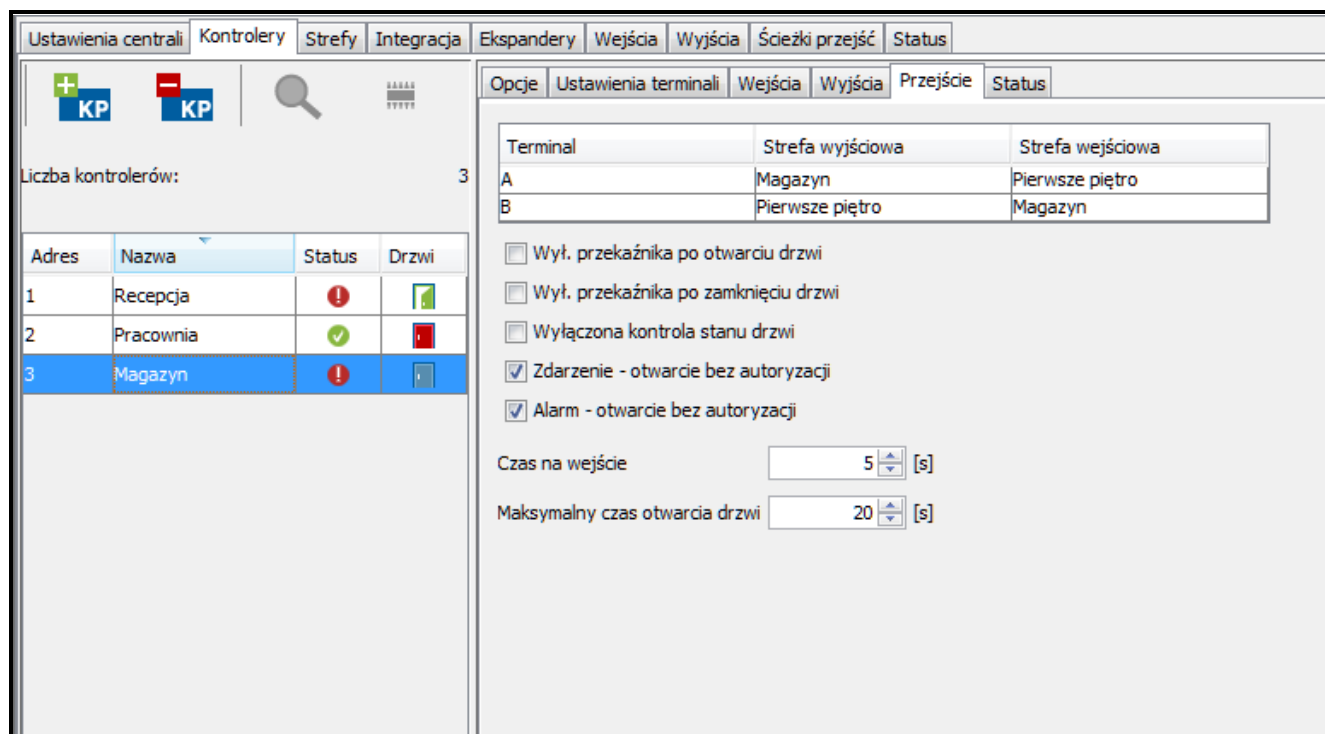 Ustawienia centrali Kontrolery Strefy Integracja Ekspandery Wejścia Wyjścia Ścieżki przejść Status
KP KP
Liczba kontrolerów: 3
Adres Nazwa Status Drzwi
1 Recepcja
2 Pracownia
3 Magazyn
Opcje Ustawienia terminali Wejścia Wyjścia Przejście Status
Terminal Strefa wyjściowa Strefa wejściowa
A Magazyn Pierwsze piętro
B Pierwsze piętro Magazyn
Wył. przekaźnika po otwarciu drzwi
Wył. przekaźnika po zamknięciu drzwi
Wyłączona kontrola stanu drzwi
Zdarzenie - otwarcie bez autoryzacji
Alarm - otwarcie bez autoryzacji
Czas na wejście 5 [s]
Maksymalny czas otwarcia drzwi 20 [s]